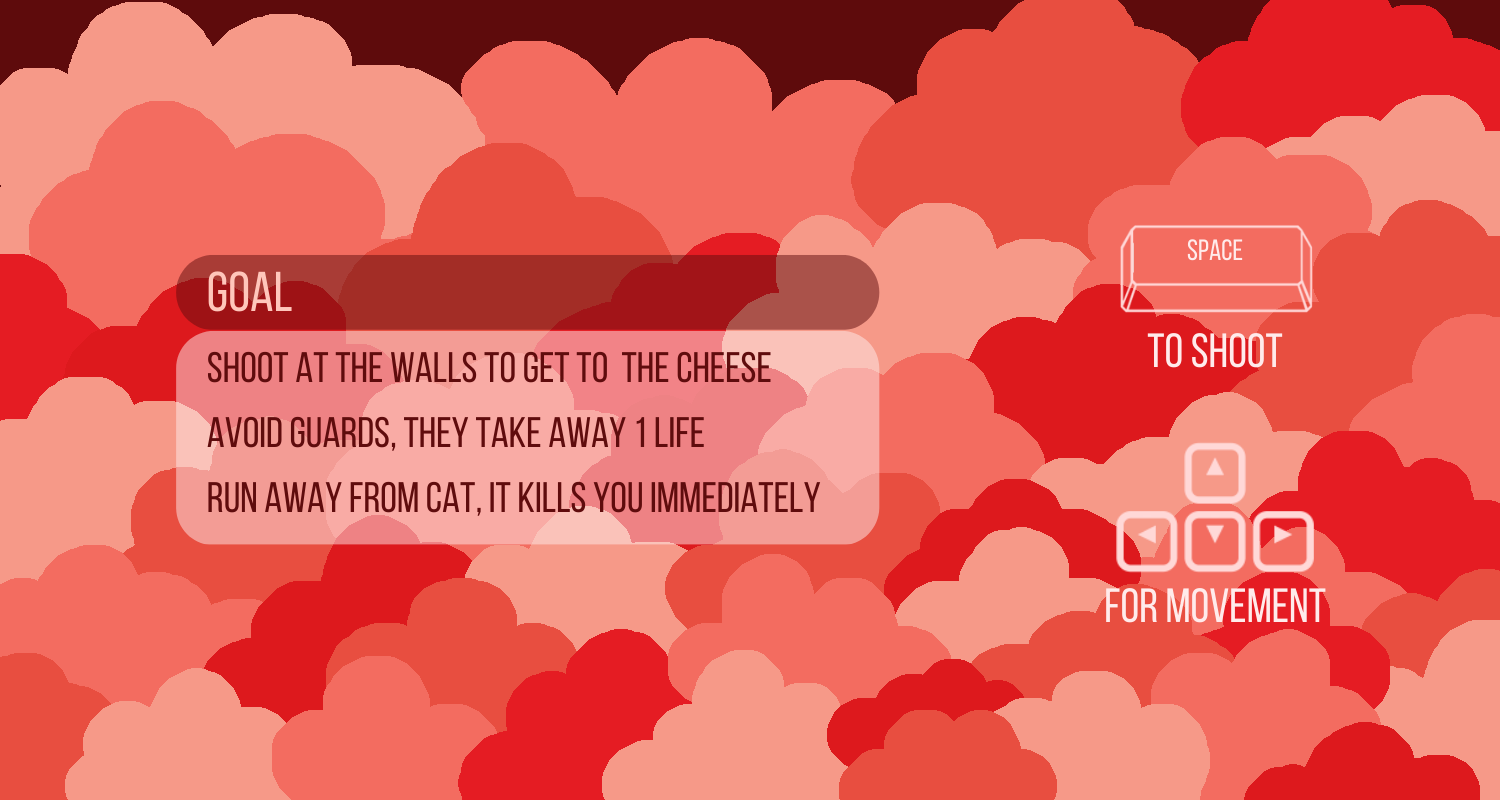 GOAL
SHOOT AT THE WALLS TO GET TO  THE CHEESE
AVOID GUARDS, THEY TAKE AWAY 1 LIFE
RUN AWAY FROM CAT, IT KILLS YOU IMMEDIATELY
SPACE
TO SHOOT
FOR MOVEMENT